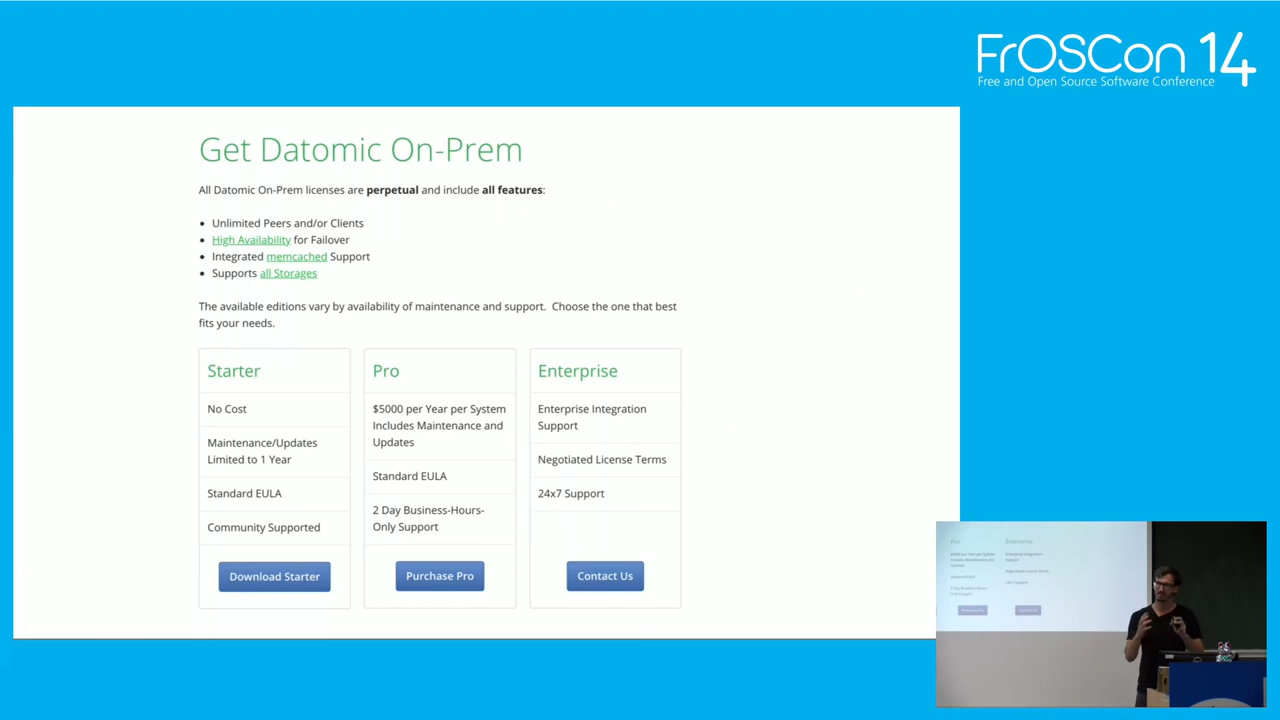 FrOSCon 14
Free and Open Source Software Conference
Get Datomic On-Prem
All Datomic On-Prem licenses are perpetual and include all features:
• Unlimited Peers and/or Clients
• High Availability for Failover
• Integrated memcached Support
• Supports all Storages
The available editions vary by availability of maintenance and support. Choose the one that best
fits your needs.
Starter
No Cost
Maintenance/Updates
Limited to 1 Year
Standard EULA
Community Supported
Download Starter
Pro
$5000 per Year per System
Includes Maintenance and
Updates
Standard EULA
2 Day Business-Hours-
Only Support
Purchase Pro
Enterprise
Enterprise Integration
Support
Negotiated License Terms
24x7 Support
Contact Us
Pro
Enterprise